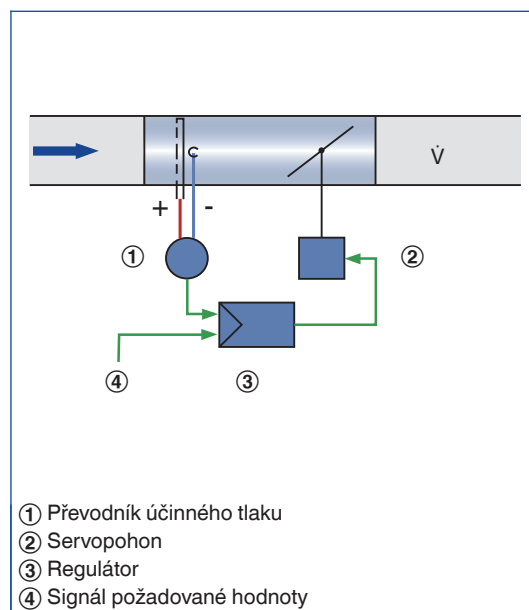 V̇
+ -
① ②
④ ③
① Převodník účinného tlaku
② Servopohon
③ Regulátor
④ Signál požadované hodnoty